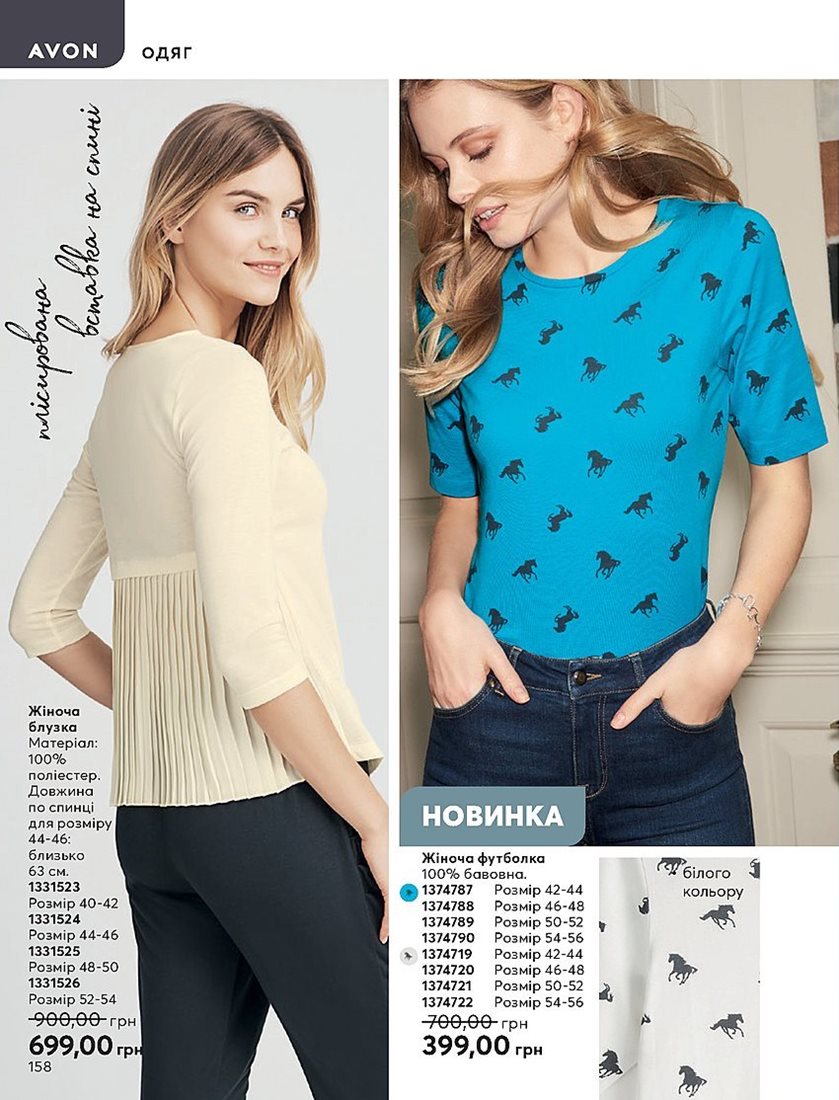 AVON
ОДЯГ
плісирована
вставка на спині
Жіноча
блузка
Матеріал:
100%
поліестер.
Довжина
по спинці
для розміру
44-46:
близько
63 см.
1331523
Розмір 40-42
1331524
Розмір 44-46
1331525
Розмір 48-50
1331526
Розмір 52-54
900,00 грн
699,00 грн
158
НОВИНКА
Жіноча футболка
100% бавовна.
1374787 Розмір 42-44
1374788 Розмір 46-48
1374789 Розмір 50-52
1374790 Розмір 54-56
1374719 Розмір 42-44
1374720 Розмір 46-48
1374721 Розмір 50-52
1374722 Розмір 54-56
700,00 грн
399,00 грн
білого
кольору